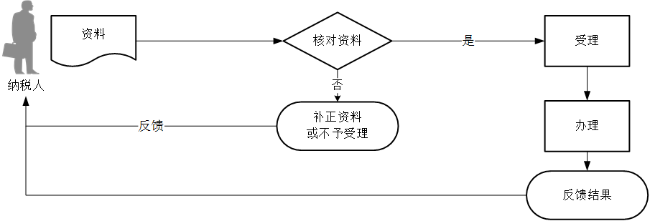 资料
核对资料
是
受理
纳税人
否
补正资料
或不予受理
反馈
办理
反馈结果